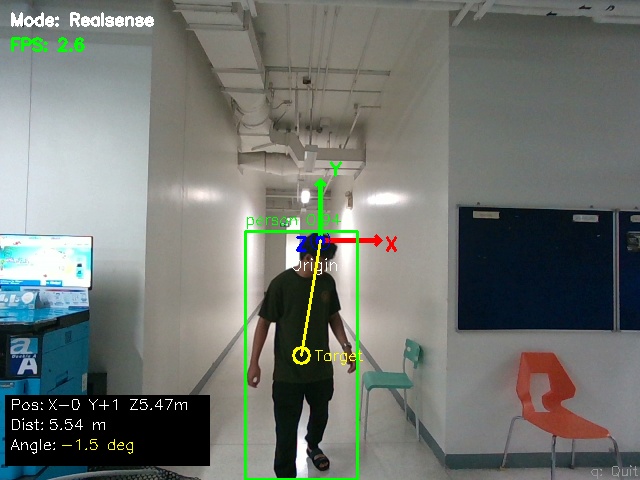 Mode: Realsense
FPS: 2.6
Y
Z
X
Origin
Target
a
A
Double A
Pos: X-0 Y+1 Z5.47m
Dist: 5.54 m
Angle: -1.5 deg
q: Quit